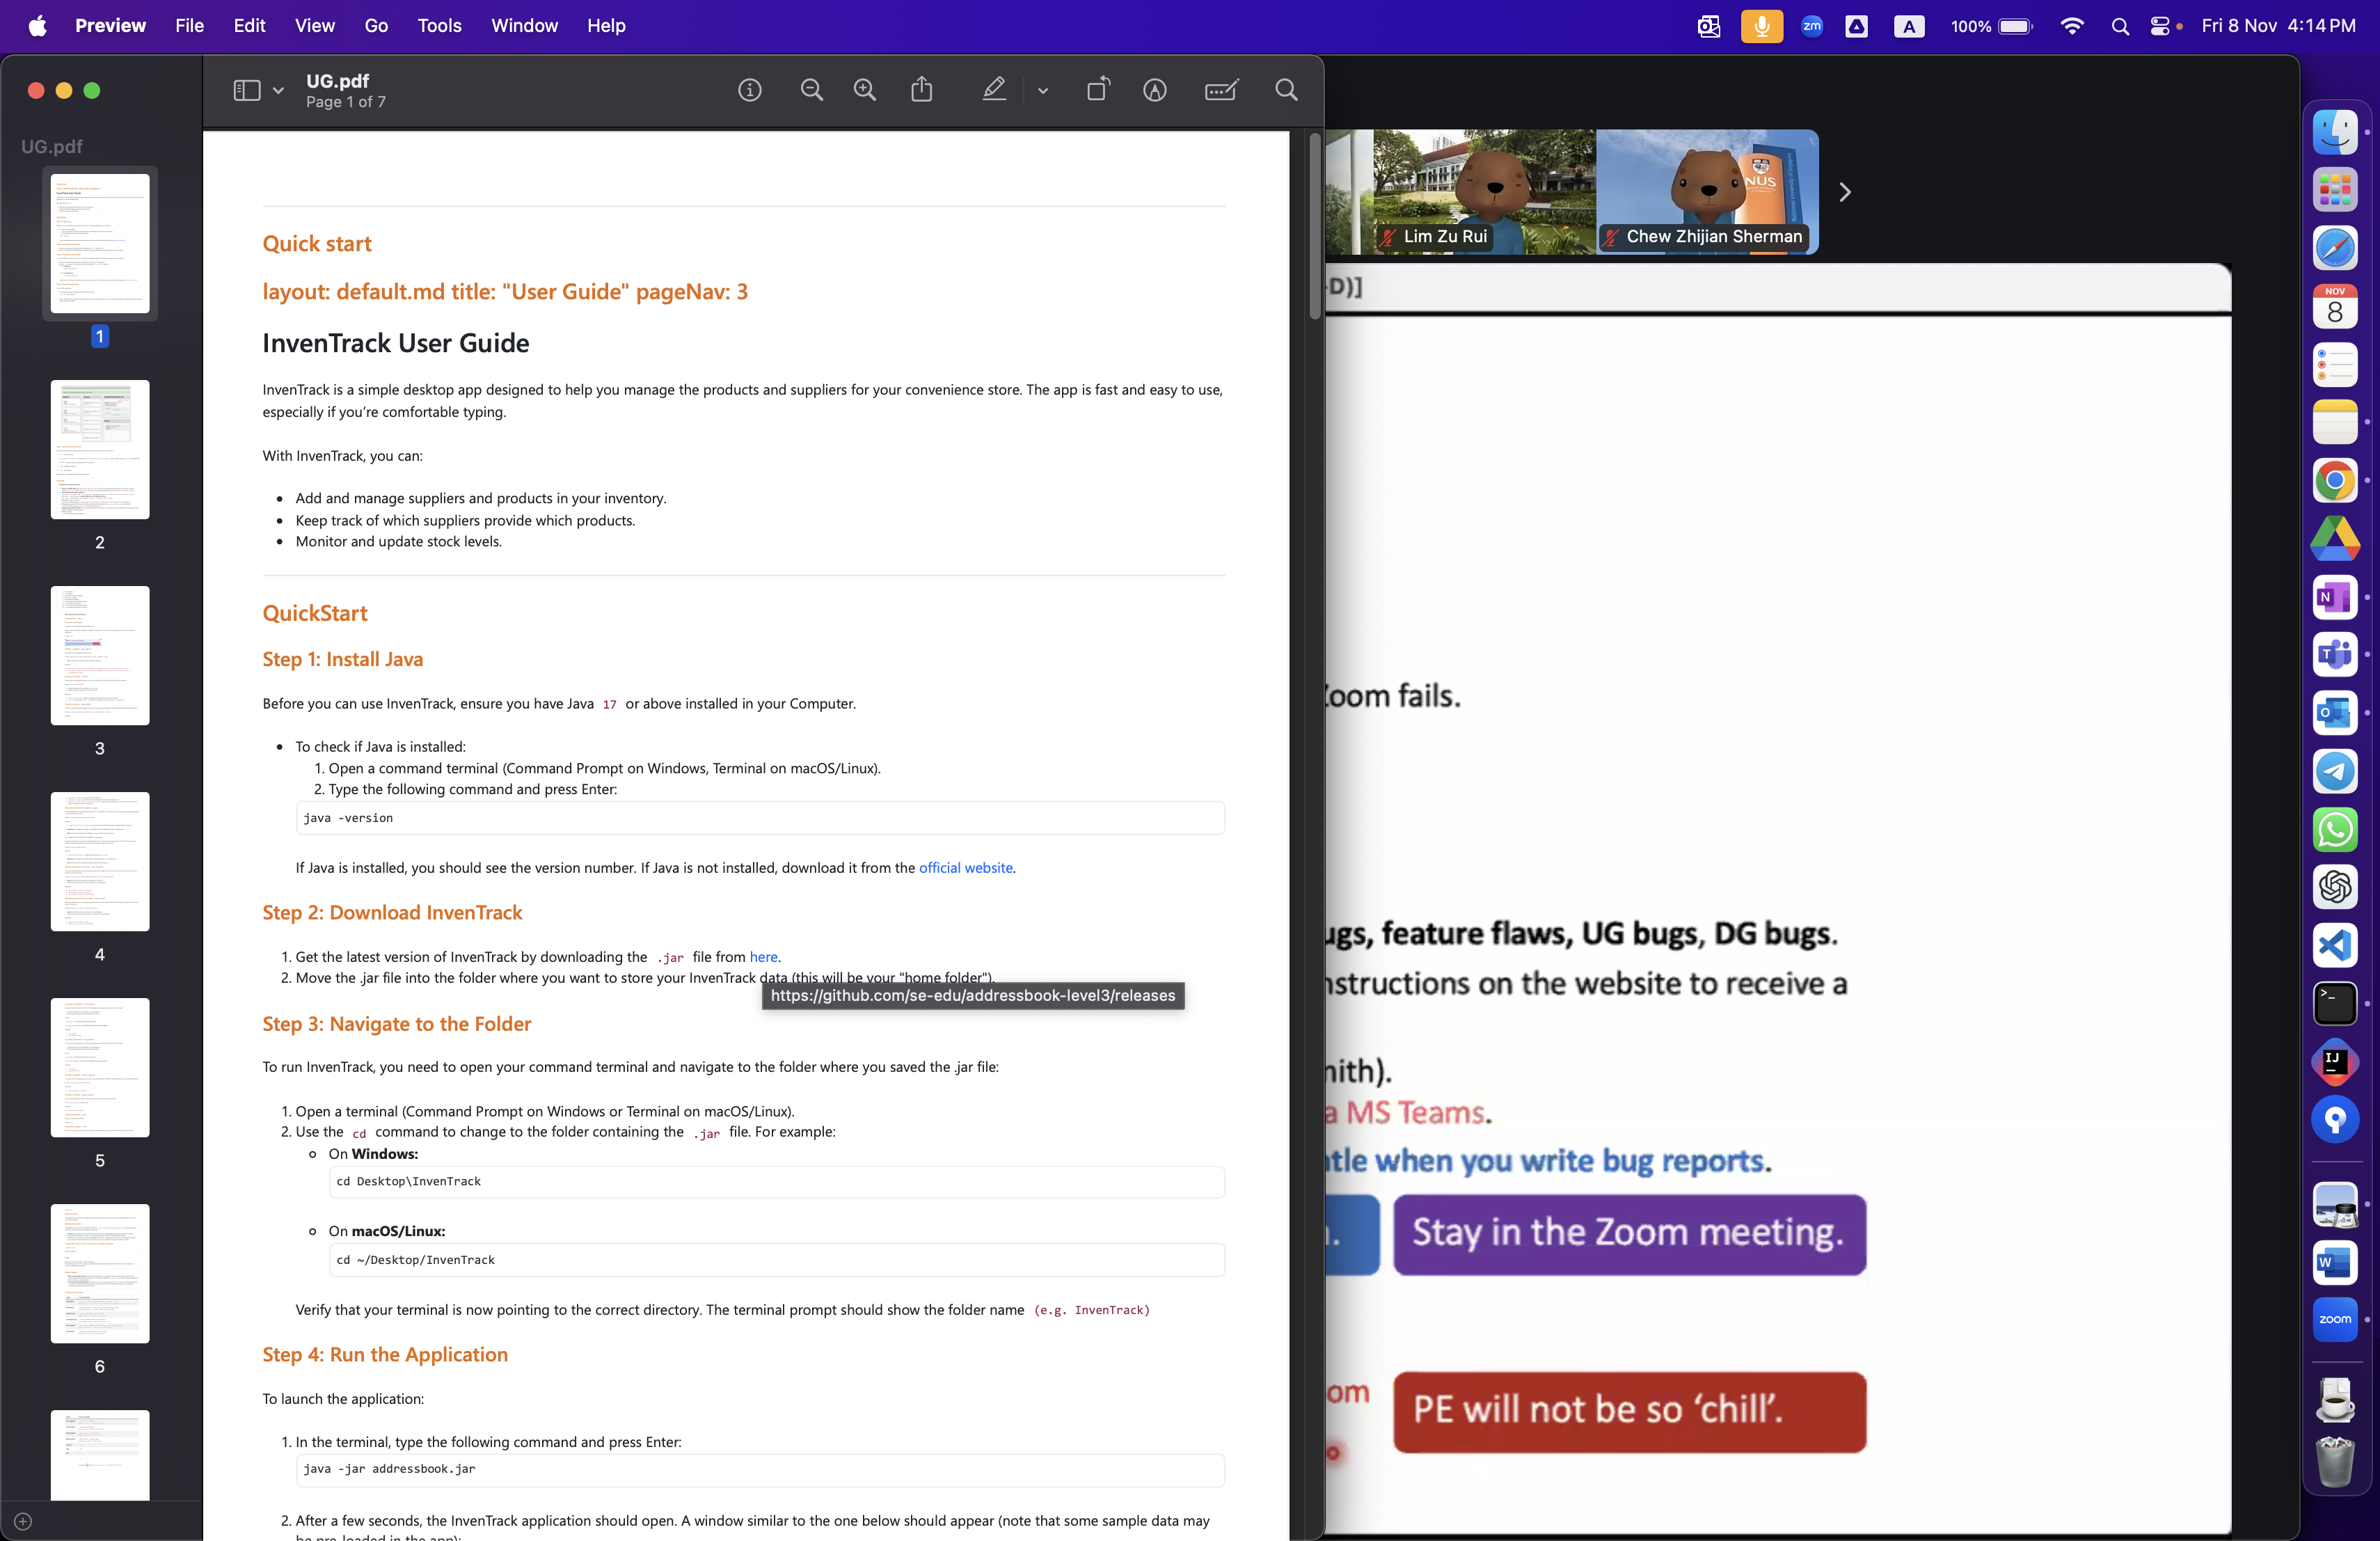 Preview File Edit View Go Tools Window Help
zm A 100% Fri 8 Nov 4:14 PM
UG.pdf
Page 1 of 7
UG.pdf
1
2
3
4
5
6
Quick start
layout: default.md title: "User Guide" pageNav: 3
InvenTrack User Guide
InvenTrack is a simple desktop app designed to help you manage the products and suppliers for your convenience store. The app is fast and easy to use,
especially if you’re comfortable typing.
With InvenTrack, you can:
• Add and manage suppliers and products in your inventory.
• Keep track of which suppliers provide which products.
• Monitor and update stock levels.
QuickStart
Step 1: Install Java
Before you can use InvenTrack, ensure you have Java 17 or above installed in your Computer.
• To check if Java is installed:
1. Open a command terminal (Command Prompt on Windows, Terminal on macOS/Linux).
2. Type the following command and press Enter:
java -version
If Java is installed, you should see the version number. If Java is not installed, download it from the official website.
Step 2: Download InvenTrack
1. Get the latest version of InvenTrack by downloading the .jar file from here.
2. Move the .jar file into the folder where you want to store your InvenTrack data (this will be your "home folder").
https://github.com/se-edu/addressbook-level3/releases
Step 3: Navigate to the Folder
To run InvenTrack, you need to open your command terminal and navigate to the folder where you saved the .jar file:
1. Open a terminal (Command Prompt on Windows or Terminal on macOS/Linux).
2. Use the cd command to change to the folder containing the .jar file. For example:
On Windows:
cd Desktop\InvenTrack
On macOS/Linux:
cd ~/Desktop/InvenTrack
Verify that your terminal is now pointing to the correct directory. The terminal prompt should show the folder name (e.g. InvenTrack)
Step 4: Run the Application
To launch the application:
1. In the terminal, type the following command and press Enter:
java -jar addressbook.jar
2. After a few seconds, the InvenTrack application should open. A window similar to the one below should appear (note that some sample data may
be pre-loaded in the app):
NUS
Lim Zu Rui
Chew Zhijian Sherman
D)]
Zoom fails.
ugs, feature flaws, UG bugs, DG bugs.
nstructions on the website to receive a
nith).
a MS Teams.
ntle when you write bug reports.
Stay in the Zoom meeting.
om
PE will not be so ‘chill’.
NOV
8
N
T
O
>_
IJ
W
zoom